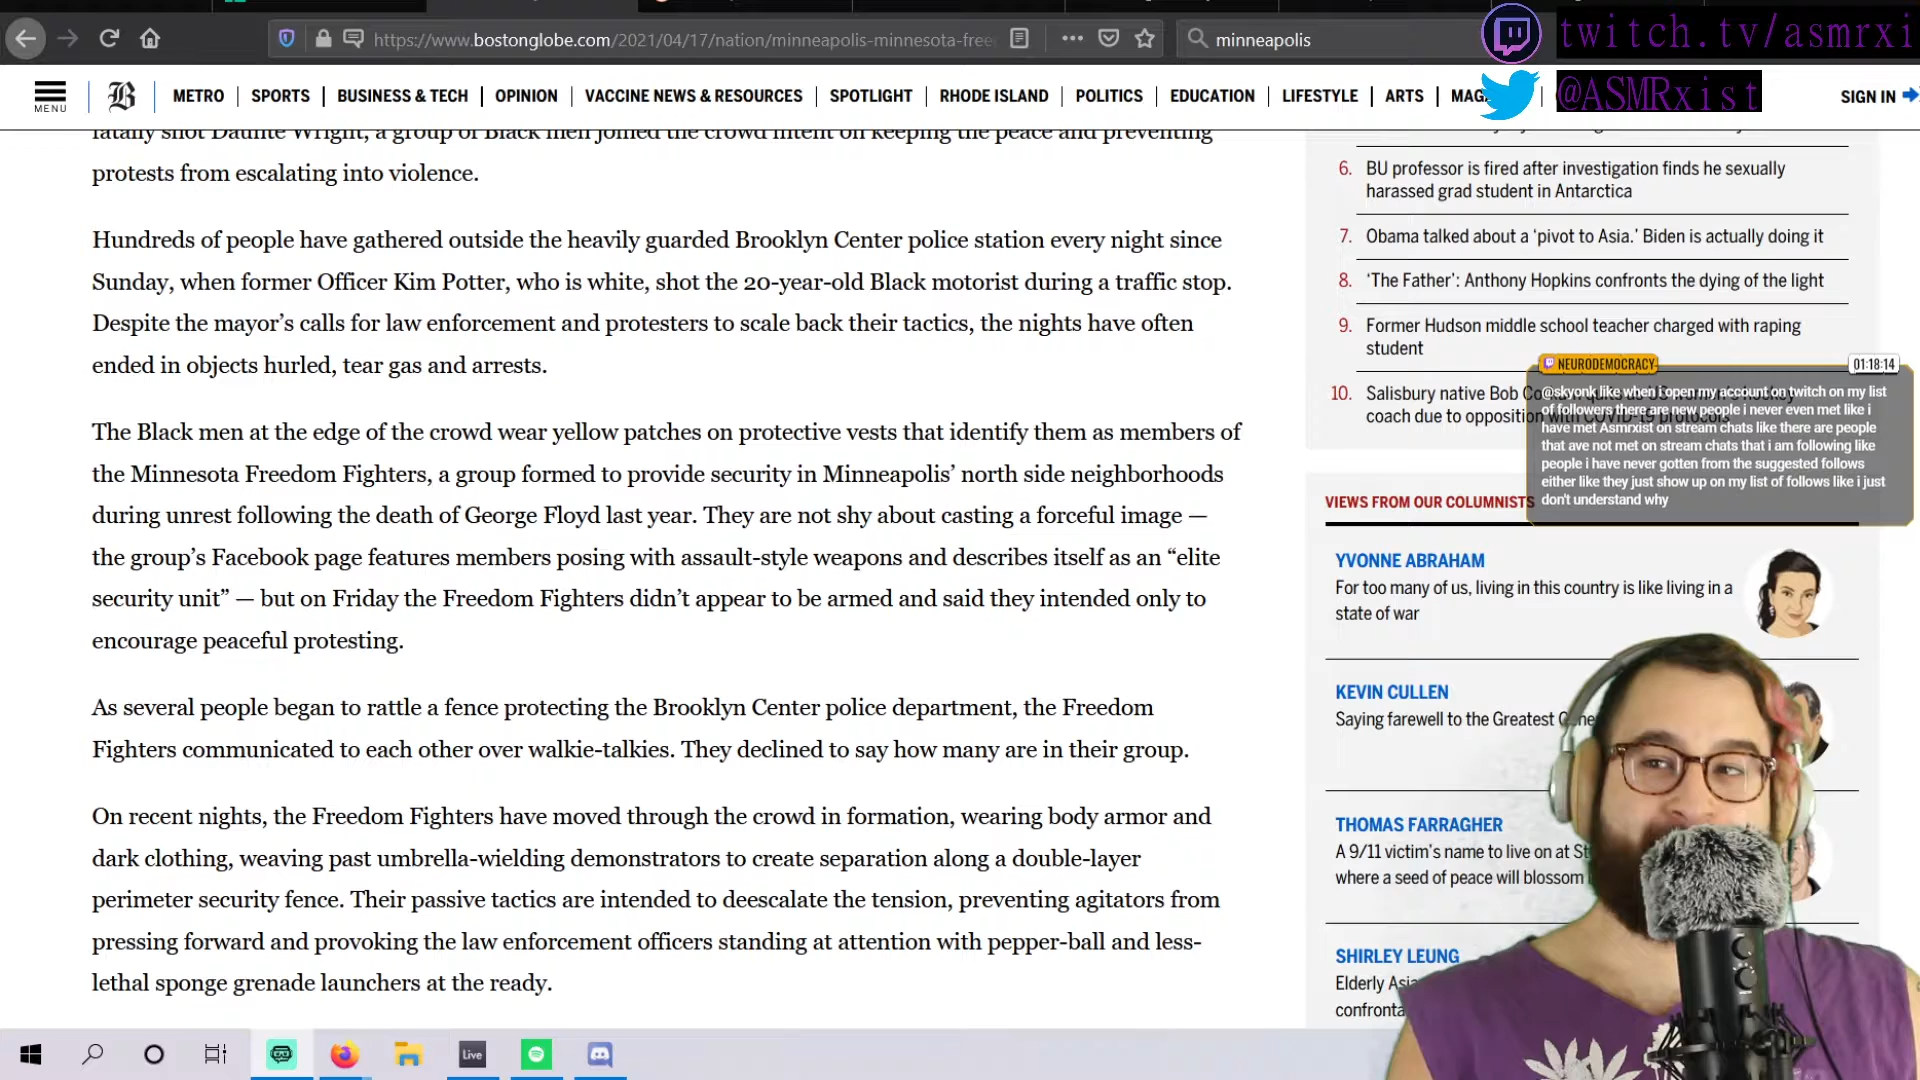 https://www.bostonglobe.com/2021/04/17/nation/minneapolis-minnesota-free
minneapolis
twitch.tv/asmrxi
@ASMRxist
MENU
B
METRO
SPORTS
BUSINESS & TECH
OPINION
VACCINE NEWS & RESOURCES
SPOTLIGHT
RHODE ISLAND
POLITICS
EDUCATION
LIFESTYLE
ARTS
MAG
SIGN IN
fatally shot Daunte Wright, a group of Black men joined the crowd intent on keeping the peace and preventing
protests from escalating into violence.
Hundreds of people have gathered outside the heavily guarded Brooklyn Center police station every night since
Sunday, when former Officer Kim Potter, who is white, shot the 20-year-old Black motorist during a traffic stop.
Despite the mayor’s calls for law enforcement and protesters to scale back their tactics, the nights have often
ended in objects hurled, tear gas and arrests.
The Black men at the edge of the crowd wear yellow patches on protective vests that identify them as members of
the Minnesota Freedom Fighters, a group formed to provide security in Minneapolis’ north side neighborhoods
during unrest following the death of George Floyd last year. They are not shy about casting a forceful image —
the group’s Facebook page features members posing with assault-style weapons and describes itself as an “elite
security unit” — but on Friday the Freedom Fighters didn’t appear to be armed and said they intended only to
encourage peaceful protesting.
As several people began to rattle a fence protecting the Brooklyn Center police department, the Freedom
Fighters communicated to each other over walkie-talkies. They declined to say how many are in their group.
On recent nights, the Freedom Fighters have moved through the crowd in formation, wearing body armor and
dark clothing, weaving past umbrella-wielding demonstrators to create separation along a double-layer
perimeter security fence. Their passive tactics are intended to deescalate the tension, preventing agitators from
pressing forward and provoking the law enforcement officers standing at attention with pepper-ball and less-
lethal sponge grenade launchers at the ready.
6. BU professor is fired after investigation finds he sexually
harassed grad student in Antarctica
7. Obama talked about a ‘pivot to Asia.’ Biden is actually doing it
8. ‘The Father’: Anthony Hopkins confronts the dying of the light
9. Former Hudson middle school teacher charged with raping
student
10. Salisbury native Bob
coach due to opposition with COVID-19
NEURODEMOCRACY
01:18:14
@skyonk like when i open my account on twitch on my list
of followers there are new people i never even met like i
have met Asmrxist on stream chats like there are people
that ave not met on stream chats that i am following like
people i have never gotten from the suggested follows
either like they just show up on my list of follows like i just
don't understand why
VIEWS FROM OUR COLUMNISTS
YVONNE ABRAHAM
For too many of us, living in this country is like living in a
state of war
KEVIN CULLEN
Saying farewell to the Greatest
THOMAS FARRAGHER
A 9/11 victim’s name to live on at
where a seed of peace will blossom
SHIRLEY LEUNG
Elderly
Live